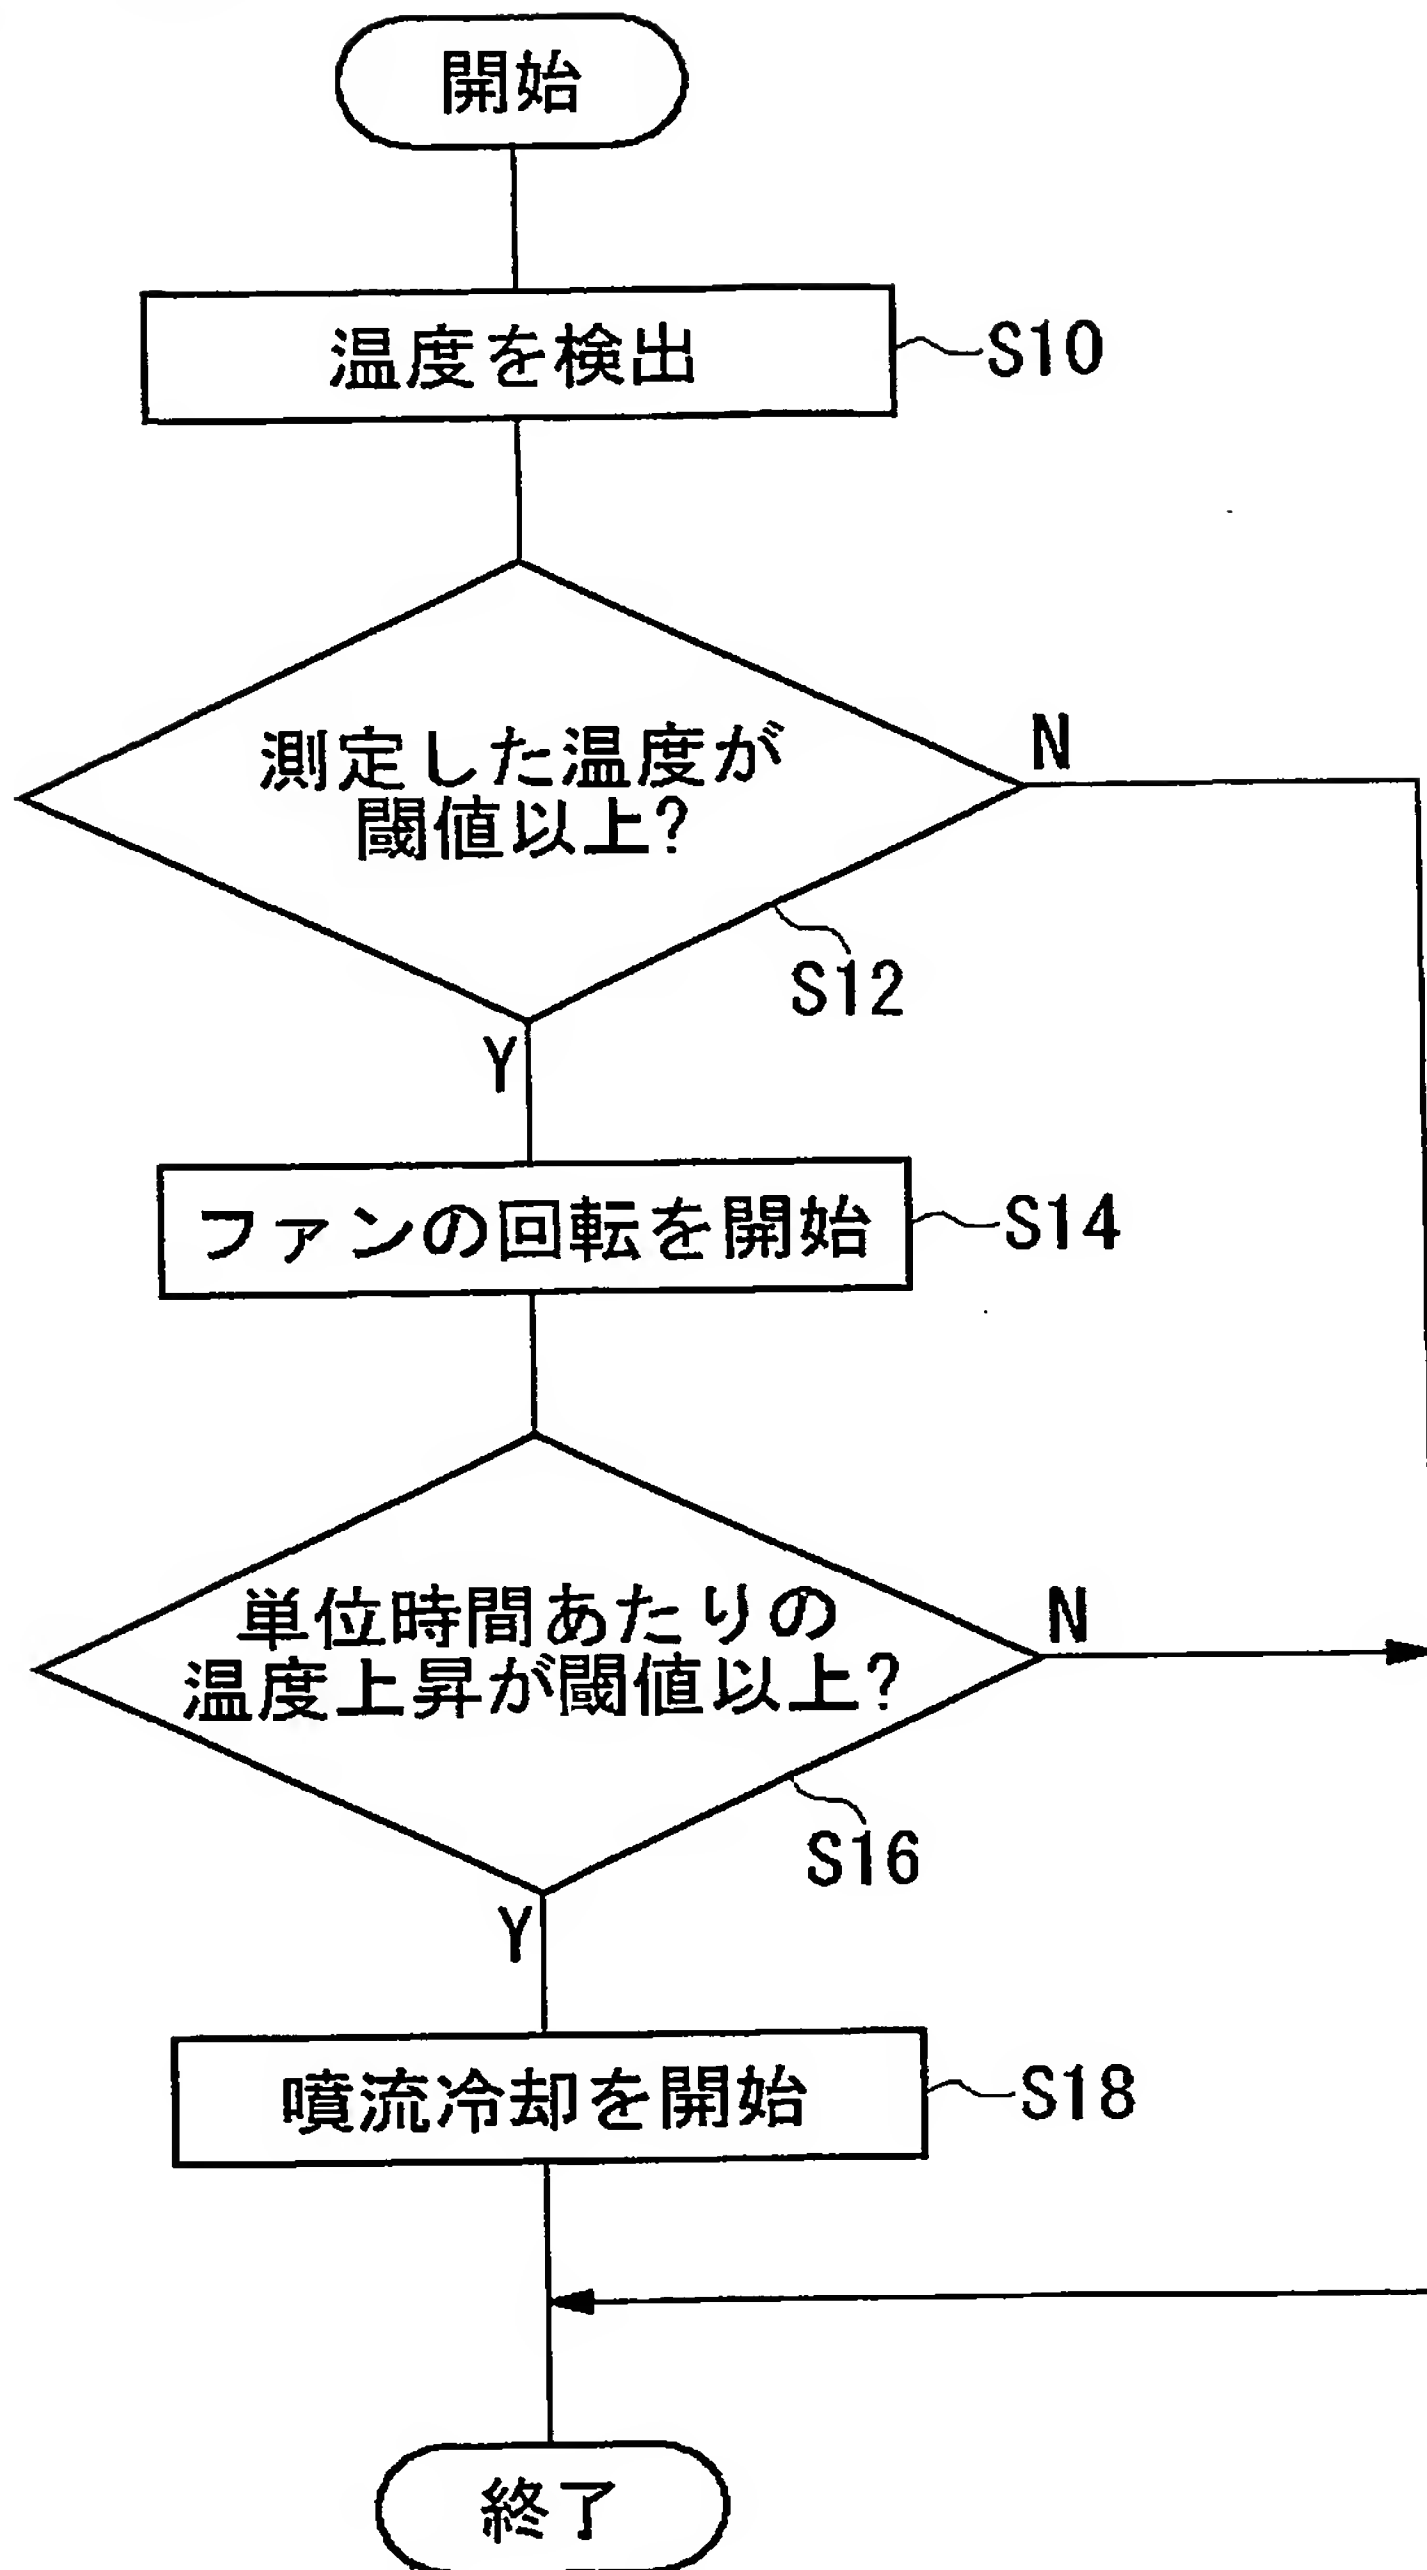 開始
温度を検出
S10
測定した温度が
閾値以上?
N
S12
Y
ファンの回転を開始
S14
単位時間あたりの
温度上昇が閾値以上?
N
S16
Y
噴流冷却を開始
S18
終了